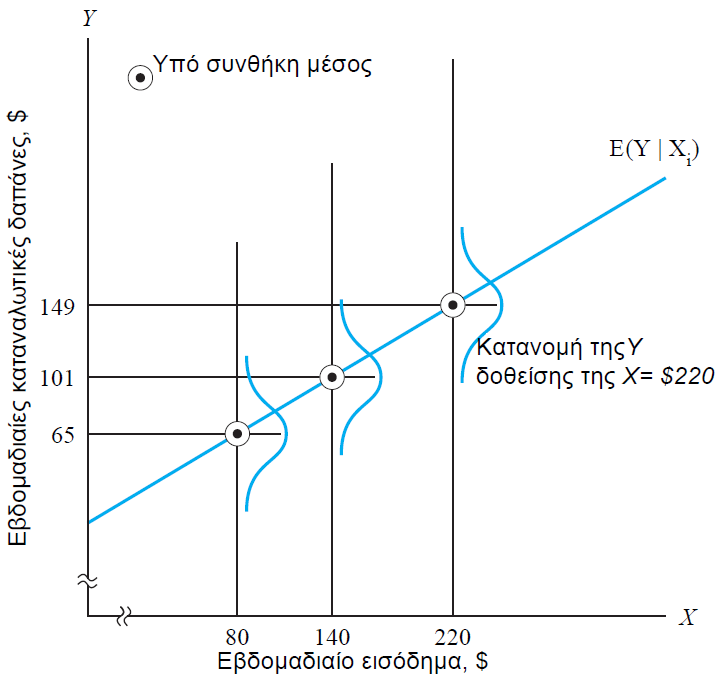 Y
Υπό συνθήκη μέσος
E(Y | Xi)
Εβδομαδιαίες καταναλωτικές δαπάνες, $
149
Κατανομή της Y
δοθείσης της X= $220
101
65
X
80 140 220
Εβδομαδιαίο εισόδημα, $